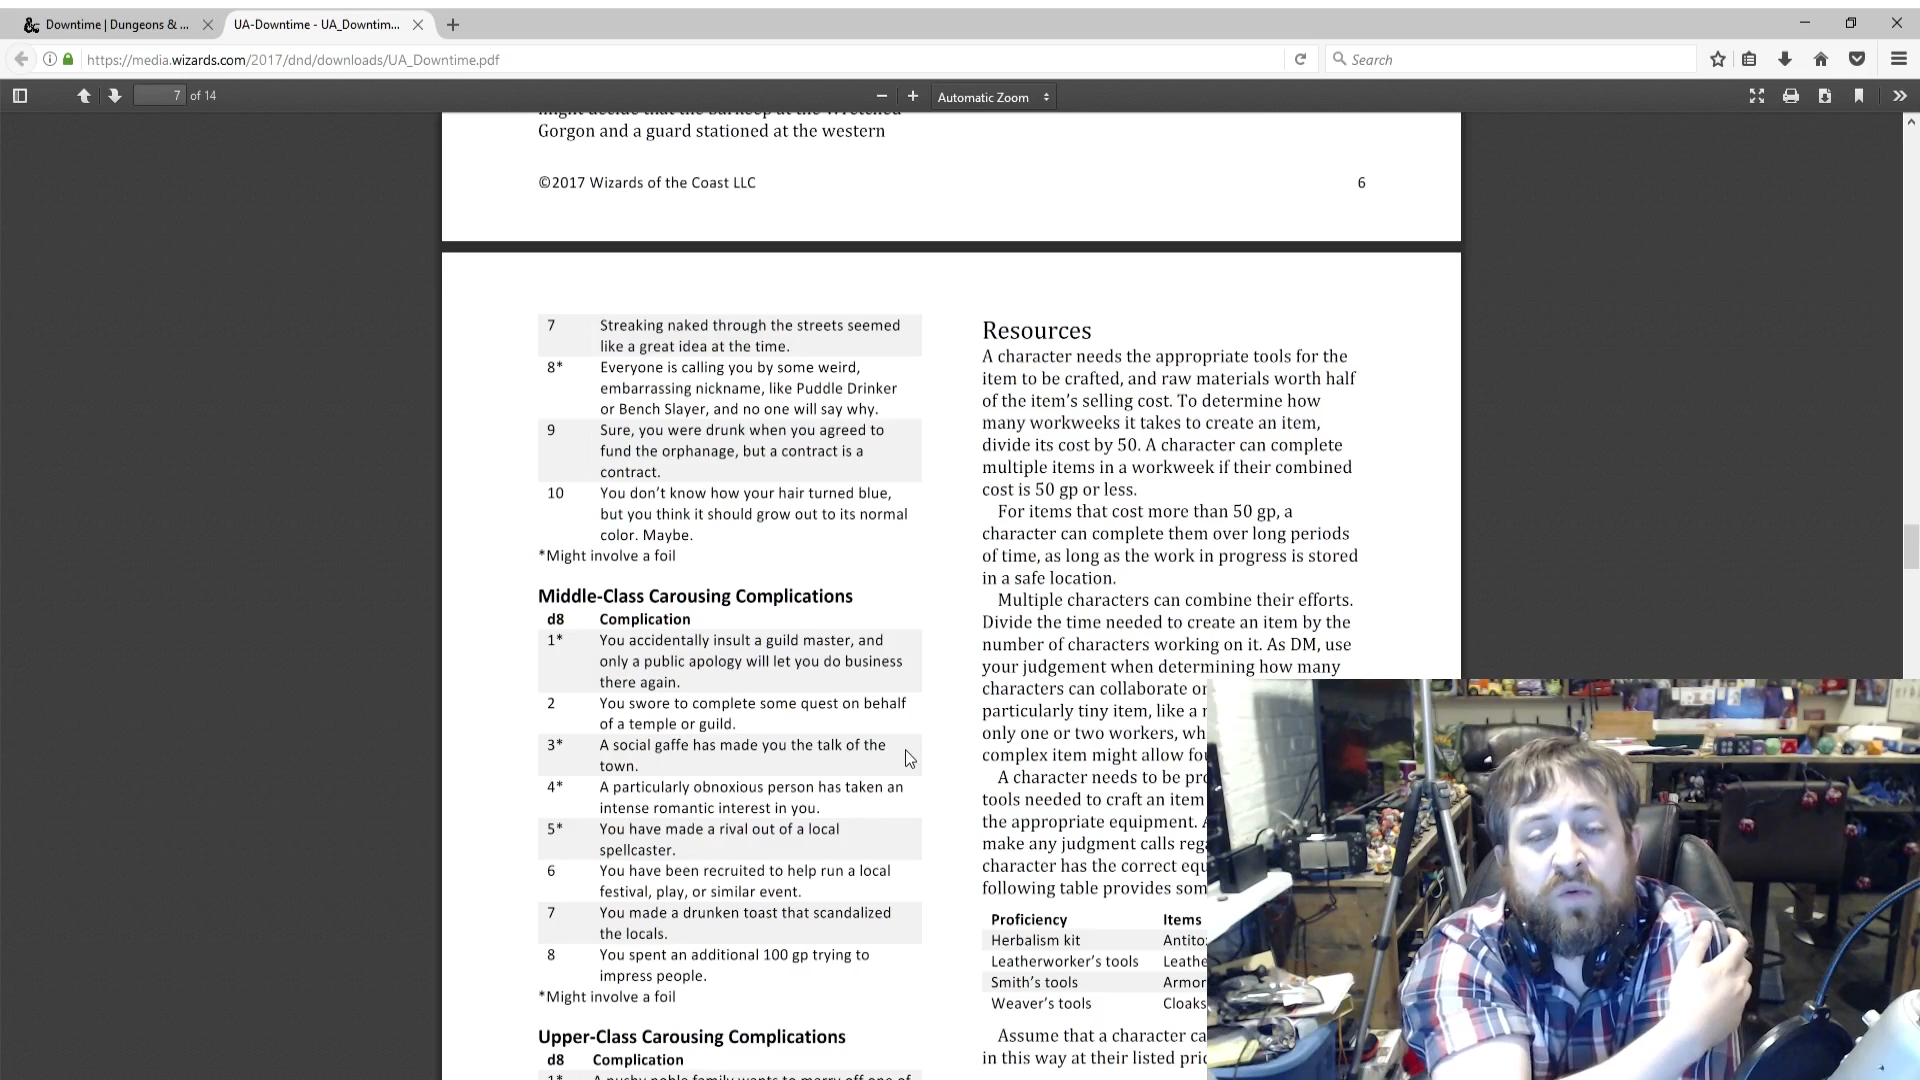 Downtime | Dungeons & ...
UA-Downtime - UA_Downtim...
https://media.wizards.com/2017/dnd/downloads/UA_Downtime.pdf
Search
7 of 14
Automatic Zoom
might decide that the barkeep at the Wretched
Gorgon and a guard stationed at the western
©2017 Wizards of the Coast LLC
6
7 Streaking naked through the streets seemed
like a great idea at the time.
8* Everyone is calling you by some weird,
embarrassing nickname, like Puddle Drinker
or Bench Slayer, and no one will say why.
9 Sure, you were drunk when you agreed to
fund the orphanage, but a contract is a
contract.
10 You don’t know how your hair turned blue,
but you think it should grow out to its normal
color. Maybe.
*Might involve a foil
Middle-Class Carousing Complications
d8 Complication
1* You accidentally insult a guild master, and
only a public apology will let you do business
there again.
2 You swore to complete some quest on behalf
of a temple or guild.
3* A social gaffe has made you the talk of the
town.
4* A particularly obnoxious person has taken an
intense romantic interest in you.
5* You have made a rival out of a local
spellcaster.
6 You have been recruited to help run a local
festival, play, or similar event.
7 You made a drunken toast that scandalized
the locals.
8 You spent an additional 100 gp trying to
impress people.
*Might involve a foil
Upper-Class Carousing Complications
d8 Complication
1* A pushy noble family wants to marry off one of
Resources
A character needs the appropriate tools for the
item to be crafted, and raw materials worth half
of the item’s selling cost. To determine how
many workweeks it takes to create an item,
divide its cost by 50. A character can complete
multiple items in a workweek if their combined
cost is 50 gp or less.
For items that cost more than 50 gp, a
character can complete them over long periods
of time, as long as the work in progress is stored
in a safe location.
Multiple characters can combine their efforts.
Divide the time needed to create an item by the
number of characters working on it. As DM, use
your judgement when determining how many
characters can collaborate
particularly tiny item, like a
only one or two workers,
complex item might allow
A character needs to be
tools needed to craft an item
the appropriate equipment.
make any judgment calls
character has the correct
following table provides
Proficiency Items
Herbalism kit
Leatherworker’s tools
Smith’s tools
Weaver’s tools
Assume that a character
in this way at their listed